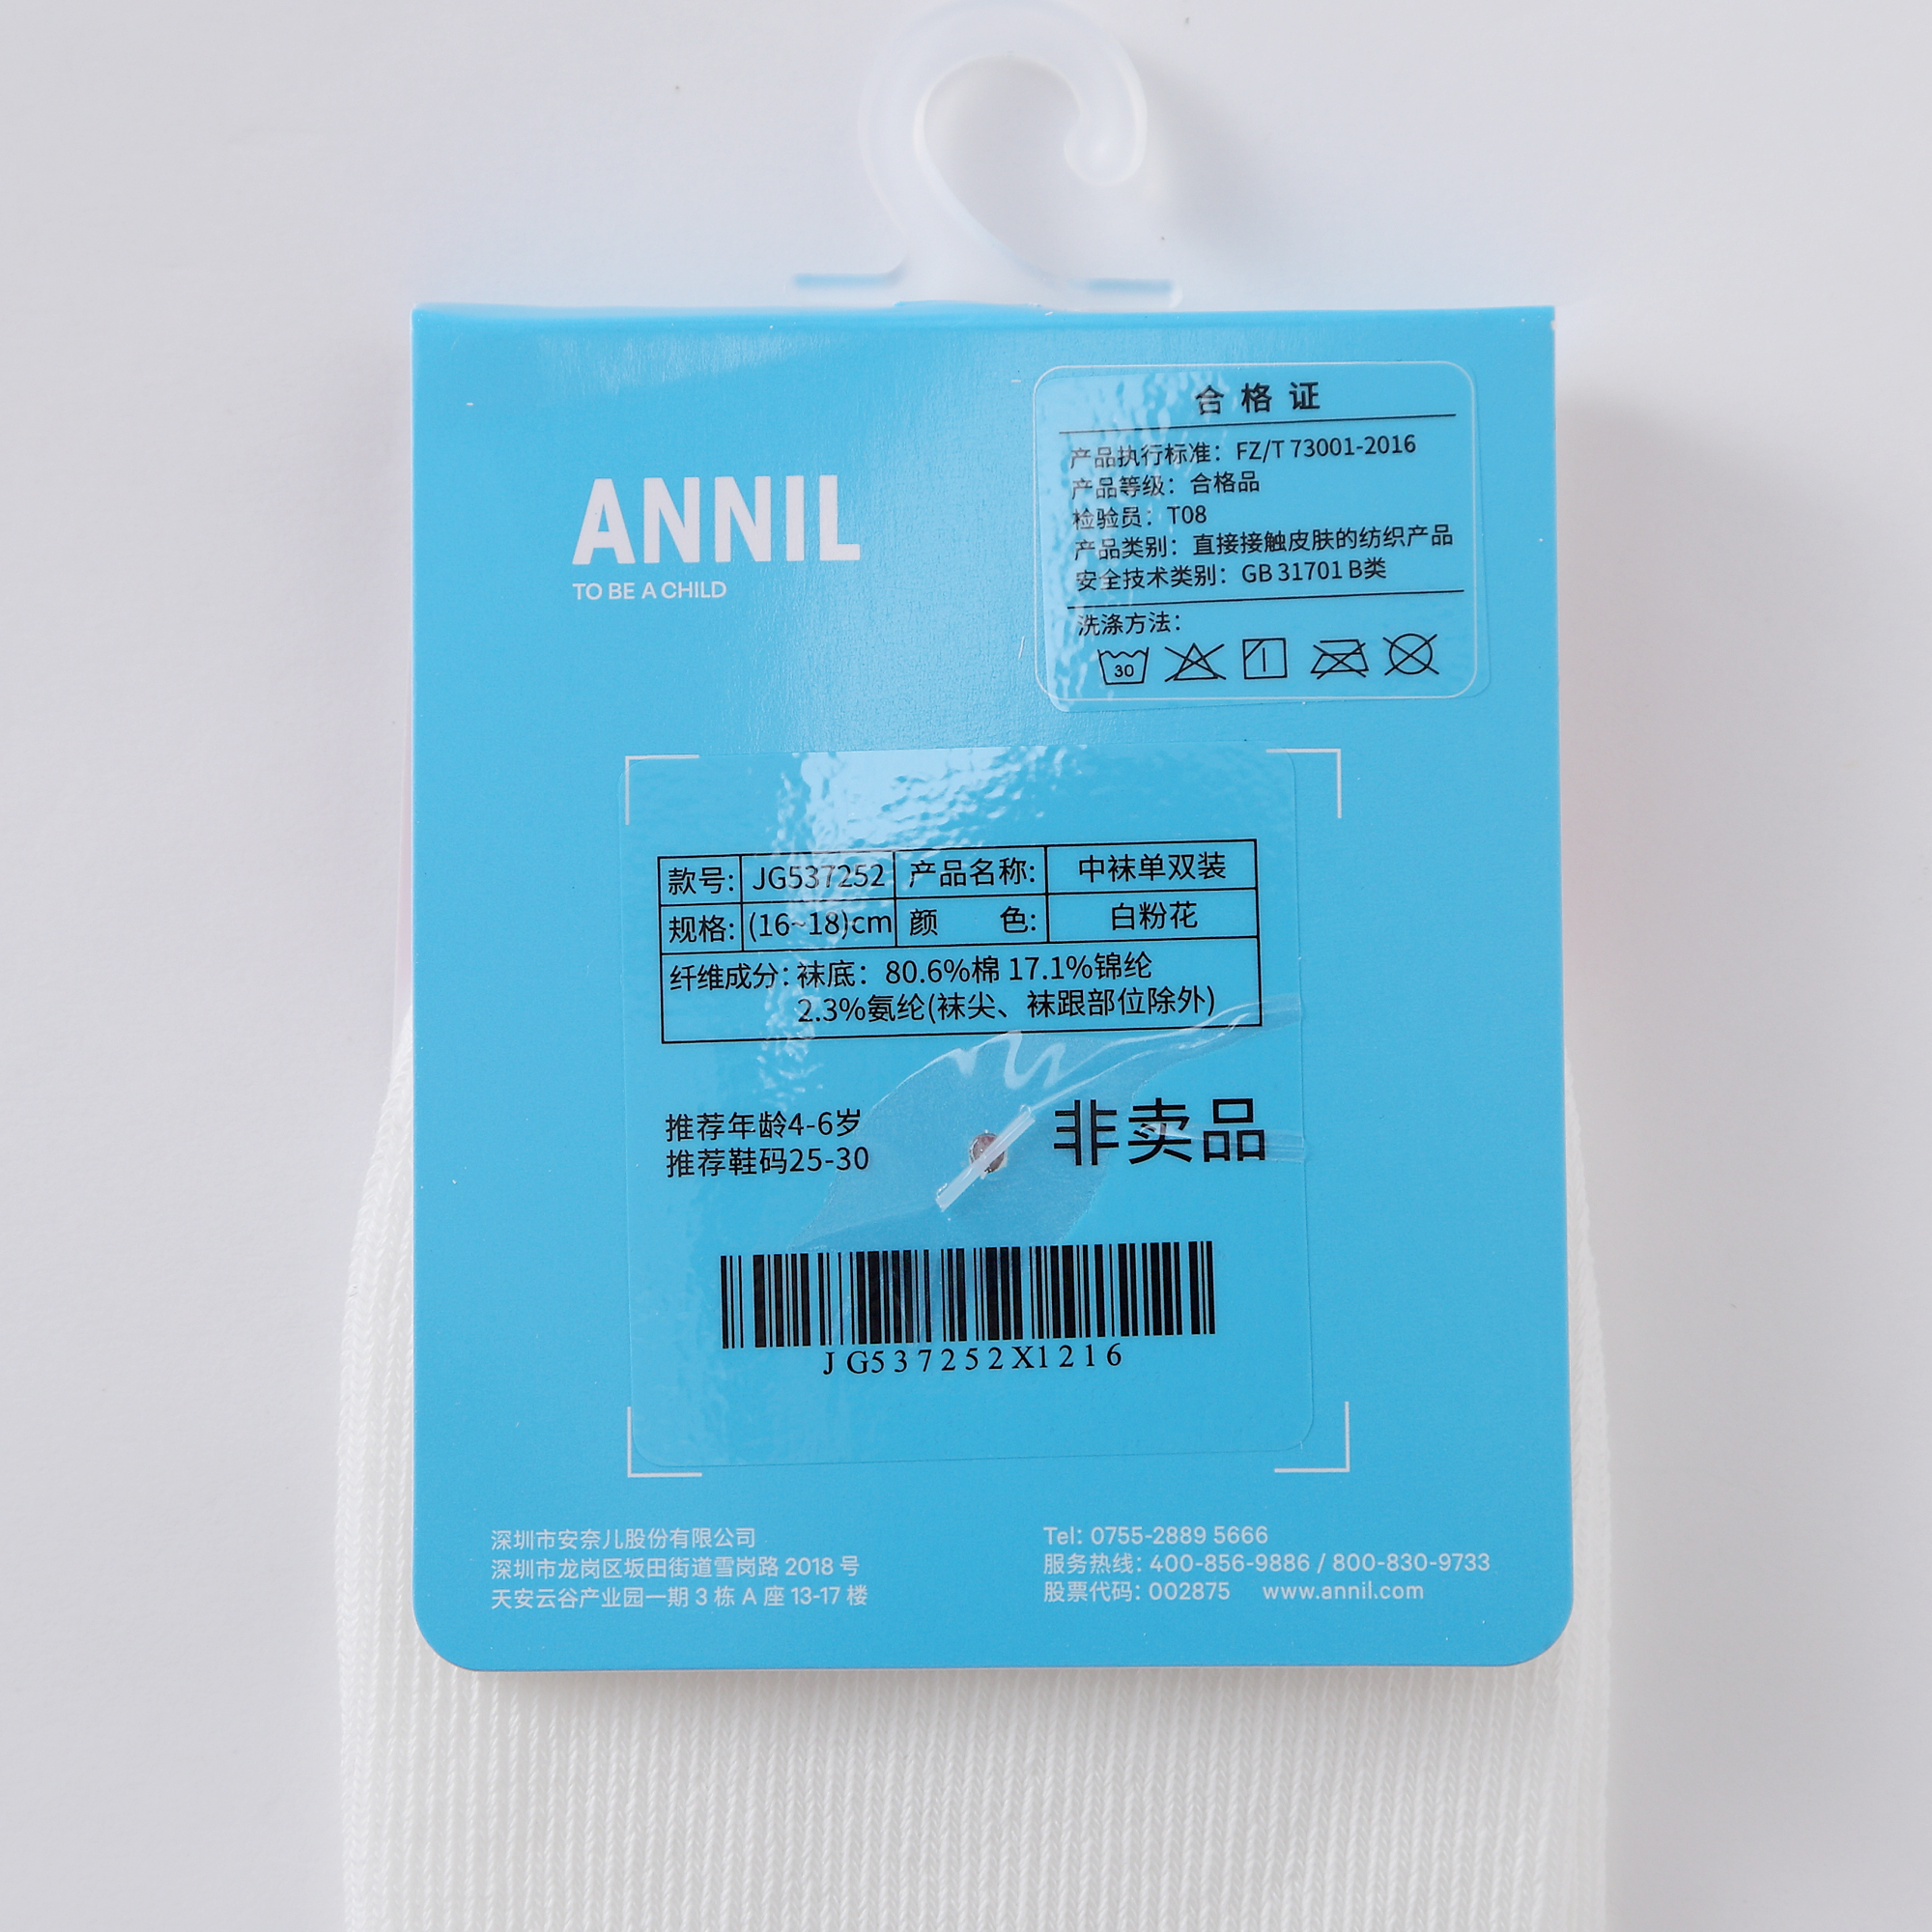 ANNIL
TO BE A CHILD
合格证
产品执行标准：FZ/T 73001-2016
产品等级：合格品
检验员：T08
产品类别：直接接触皮肤的纺织产品
安全技术类别：GB 31701 B类
洗涤方法：
30
款号: JG537252 产品名称: 中袜单双装
规格: (16~18)cm 颜 色: 白粉花
纤维成分: 袜底：80.6%棉 17.1%锦纶
2.3%氨纶(袜尖、袜跟部位除外)
推荐年龄4-6岁
推荐鞋码25-30
非卖品
JG537252X1216
深圳市安奈儿股份有限公司
深圳市龙岗区坂田街道雪岗路 2018 号
天安云谷产业园一期 3 栋 A 座 13-17 楼
Tel: 0755-2889 5666
服务热线: 400-856-9886 / 800-830-9733
股票代码: 002875 www.annil.com